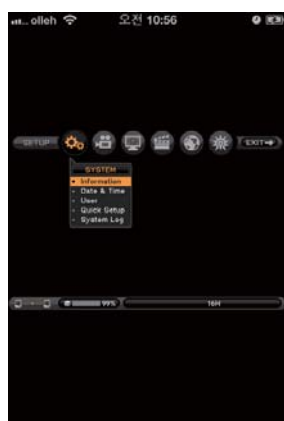 olleh 오전 10:56
SETUP EXIT
SYSTEM
Information
Date & Time
User
Quick Setup
System Log
99% 16H